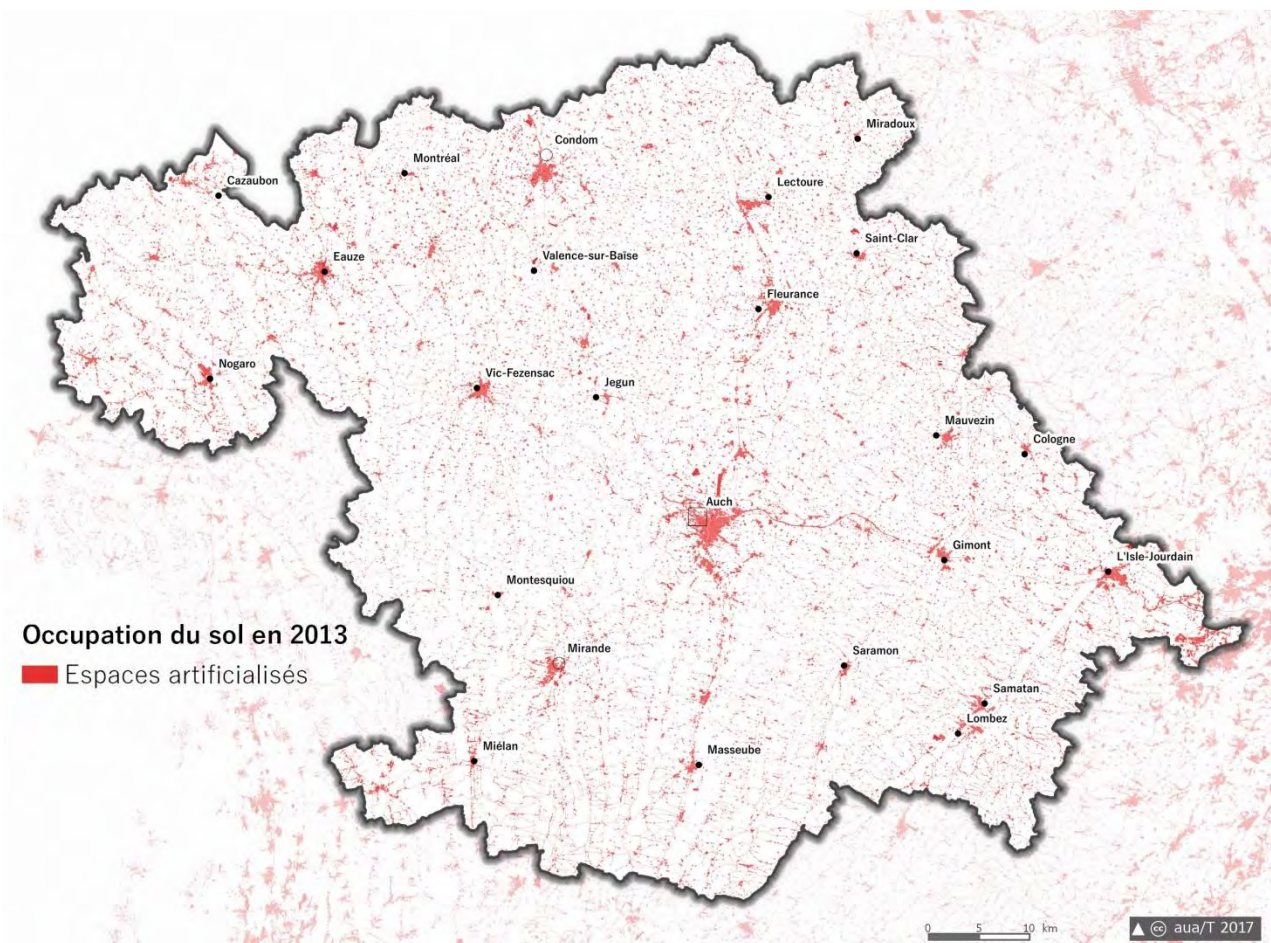 Miradoux
Condom
Montréal
Cazaubon
Lectoure
Saint-Clar
Valence-sur-Baïse
Eauze
Fleurance
Nogaro
Vic-Fezensac
Jegun
Mauvezin
Cologne
Auch
Gimont
L'Isle-Jourdain
Montesquiou
Occupation du sol en 2013
Espaces artificialisés
Mirande
Saramon
Samatan
Lombez
Miélan
Masseube
0 5 10 km
cc aua/T 2017